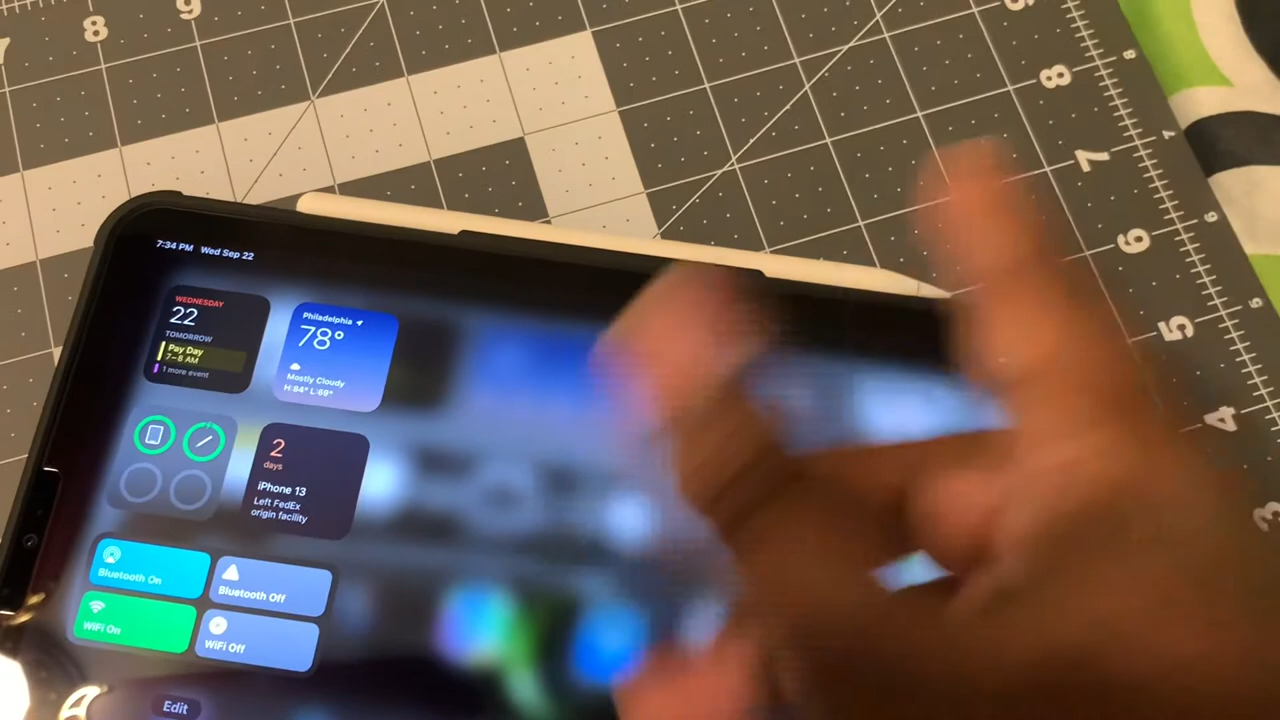 8
9
7:34 PM Wed Sep 22
WEDNESDAY
22
TOMORROW
Pay Day
7–8 AM
1 more event
Philadelphia
78°
Mostly Cloudy
H:84° L:69°
2
days
iPhone 13
Left FedEx
origin facility
Bluetooth On
Bluetooth Off
WiFi On
WiFi Off
Edit
8
7
6
5
4
3
8
6